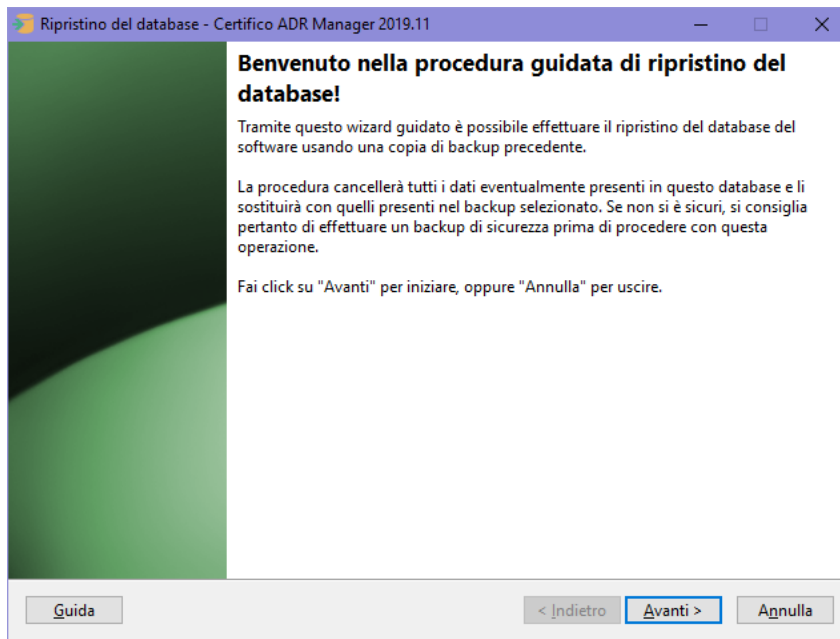 Ripristino del database - Certifico ADR Manager 2019.11
Benvenuto nella procedura guidata di ripristino del
database!
Tramite questo wizard guidato è possibile effettuare il ripristino del database del
software usando una copia di backup precedente.
La procedura cancellerà tutti i dati eventualmente presenti in questo database e li
sostituirà con quelli presenti nel backup selezionato. Se non si è sicuri, si consiglia
pertanto di effettuare un backup di sicurezza prima di procedere con questa
operazione.
Fai click su "Avanti" per iniziare, oppure "Annulla" per uscire.
Guida
< Indietro
Avanti >
Annulla